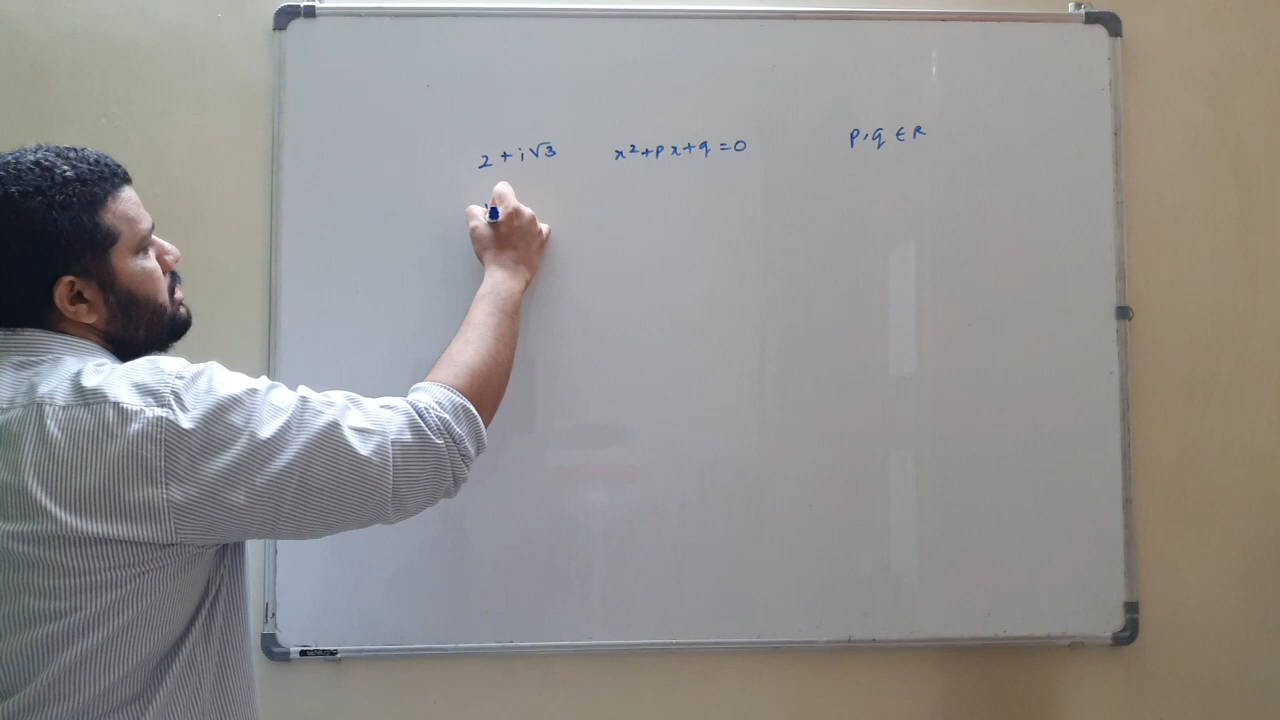 2 + i√3 x²+px+q=0 p,q ∈ R